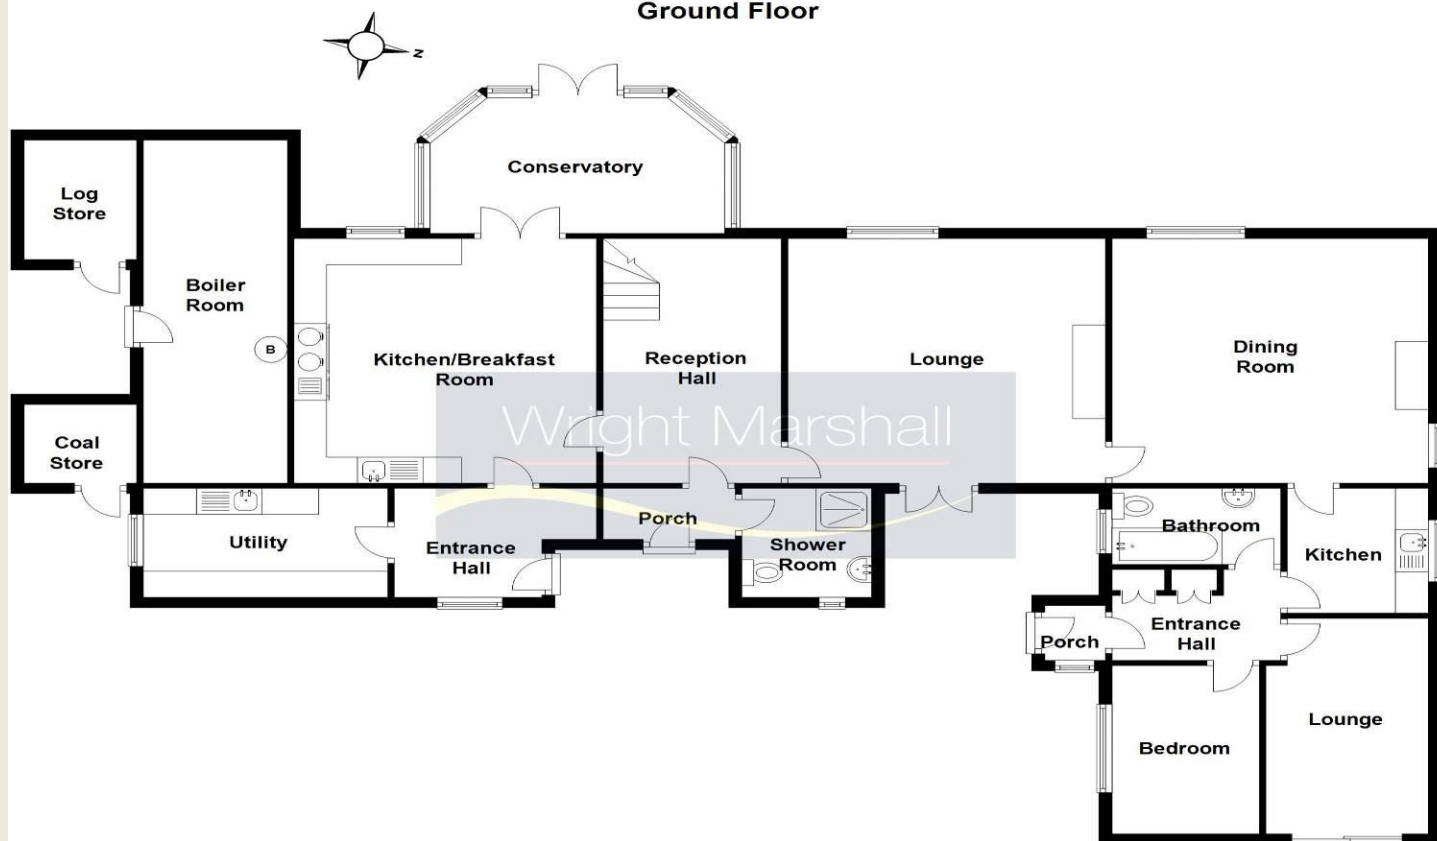 Ground Floor
N
Conservatory
Log
Store
Boiler
Room
B
Kitchen/Breakfast
Room
Reception
Hall
Lounge
Dining
Room
Wright Marshall
Coal
Store
Utility
Entrance
Hall
Porch
Shower
Room
Bathroom
Kitchen
Entrance
Hall
Porch
Bedroom
Lounge